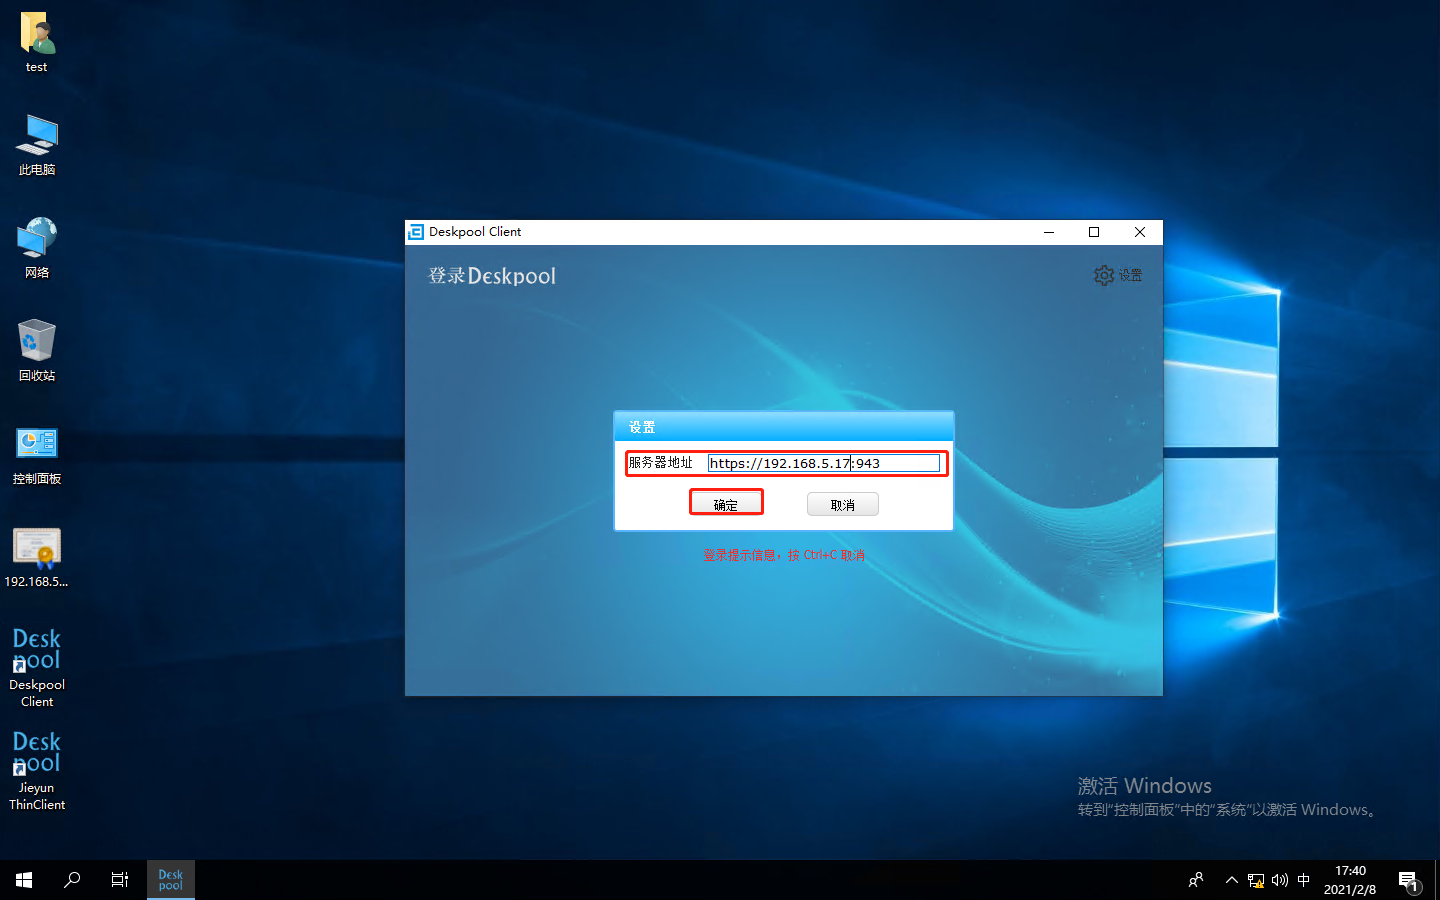 test
此电脑
网络
回收站
控制面板
192.168.5...
Desk
pool
Deskpool
Client
Desk
pool
Jieyun
ThinClient
Deskpool Client
登录Deskpool
设置
设置
服务器地址
https://192.168.5.17:943
确定
取消
登录提示信息，按 Ctrl+C 取消
激活 Windows
转到“控制面板”中的“系统”以激活 Windows。
Desk
pool
中
17:40
2021/2/8
1